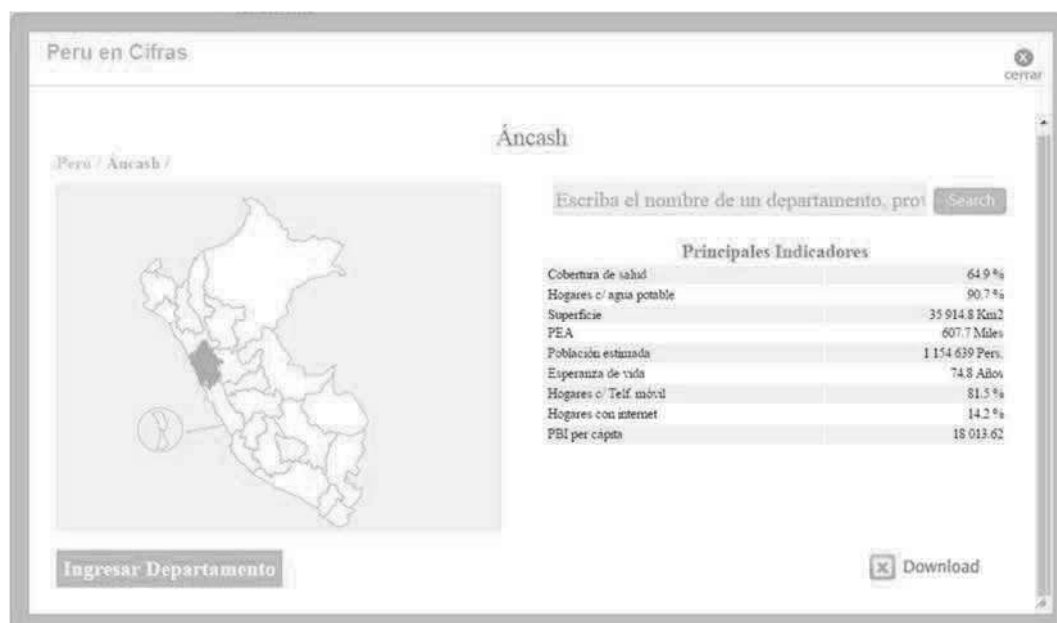 Peru en Cifras
cerrar
Áncash
Perú / Áncash /
Escriba el nombre de un departamento, prov
Search
Principales Indicadores
Cobertura de salud 64.9 %
Hogares c/ agua potable 90.7 %
Superficie 35 914.8 Km2
PEA 607.7 Miles
Población estimada 1 154 639 Pers.
Esperanza de vida 74.8 Años
Hogares c/ Telf. móvil 81.5 %
Hogares con internet 14.2 %
PBI per cápita 18 013.62
Ingresar Departamento
Download